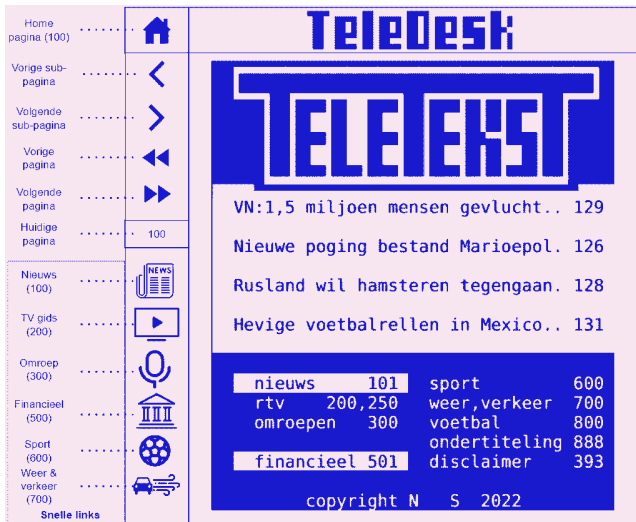 Home
pagina (100)
Vorige sub-
pagina
Volgende
sub-pagina
Vorige
pagina
Volgende
pagina
Huidige
pagina
100
Nieuws
(100)
NEWS
TV gids
(200)
Omroep
(300)
Financieel
(500)
Sport
(600)
Weer &
verkeer
(700)
Snelle links
TeleDesk
TELETEKST
VN:1,5 miljoen mensen gevlucht.. 129
Nieuwe poging bestand Marioepol. 126
Rusland wil hamsteren tegengaan. 128
Hevige voetbalrellen in Mexico.. 131
nieuws 101 sport 600
rtv 200,250 weer,verkeer 700
omroepen 300 voetbal 800
ondertiteling 888
financieel 501 disclaimer 393
copyright N S 2022